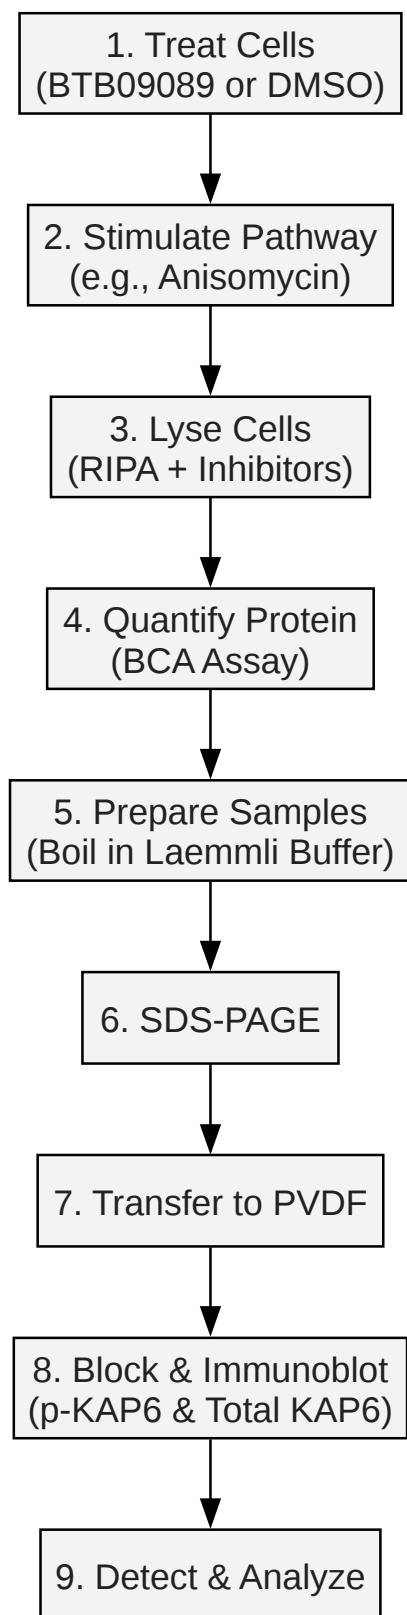 1. Treat Cells
(BTB09089 or DMSO)
2. Stimulate Pathway
(e.g., Anisomycin)
3. Lyse Cells
(RIPA + Inhibitors)
4. Quantify Protein
(BCA Assay)
5. Prepare Samples
(Boil in Laemmli Buffer)
6. SDS-PAGE
7. Transfer to PVDF
8. Block & Immunoblot
(p-KAP6 & Total KAP6)
9. Detect & Analyze